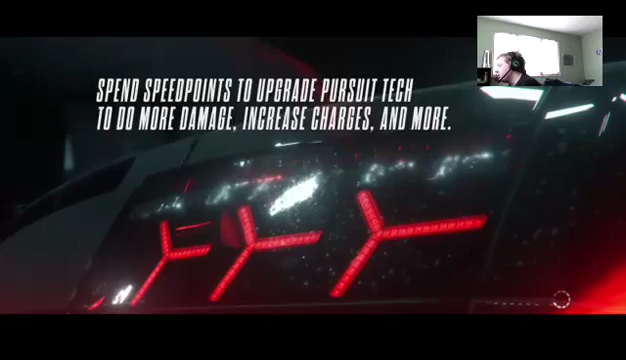 SPEND SPEEDPOINTS TO UPGRADE PURSUIT TECH
TO DO MORE DAMAGE, INCREASE CHARGES, AND MORE.